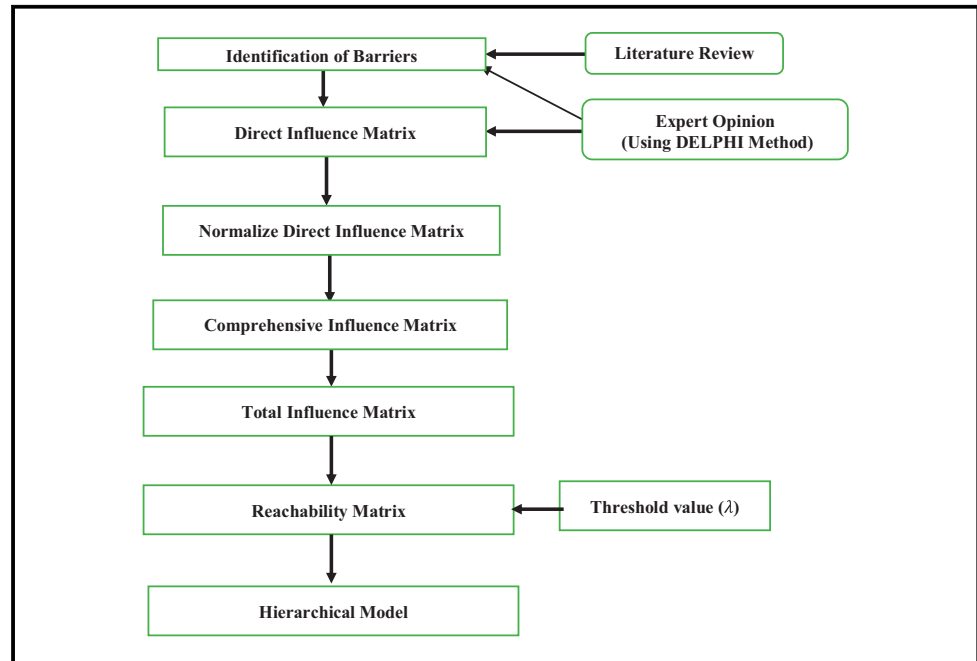 Identification of Barriers
Literature Review
Direct Influence Matrix
Expert Opinion
(Using DELPHI Method)
Normalize Direct Influence Matrix
Comprehensive Influence Matrix
Total Influence Matrix
Reachability Matrix
Threshold value (λ)
Hierarchical Model